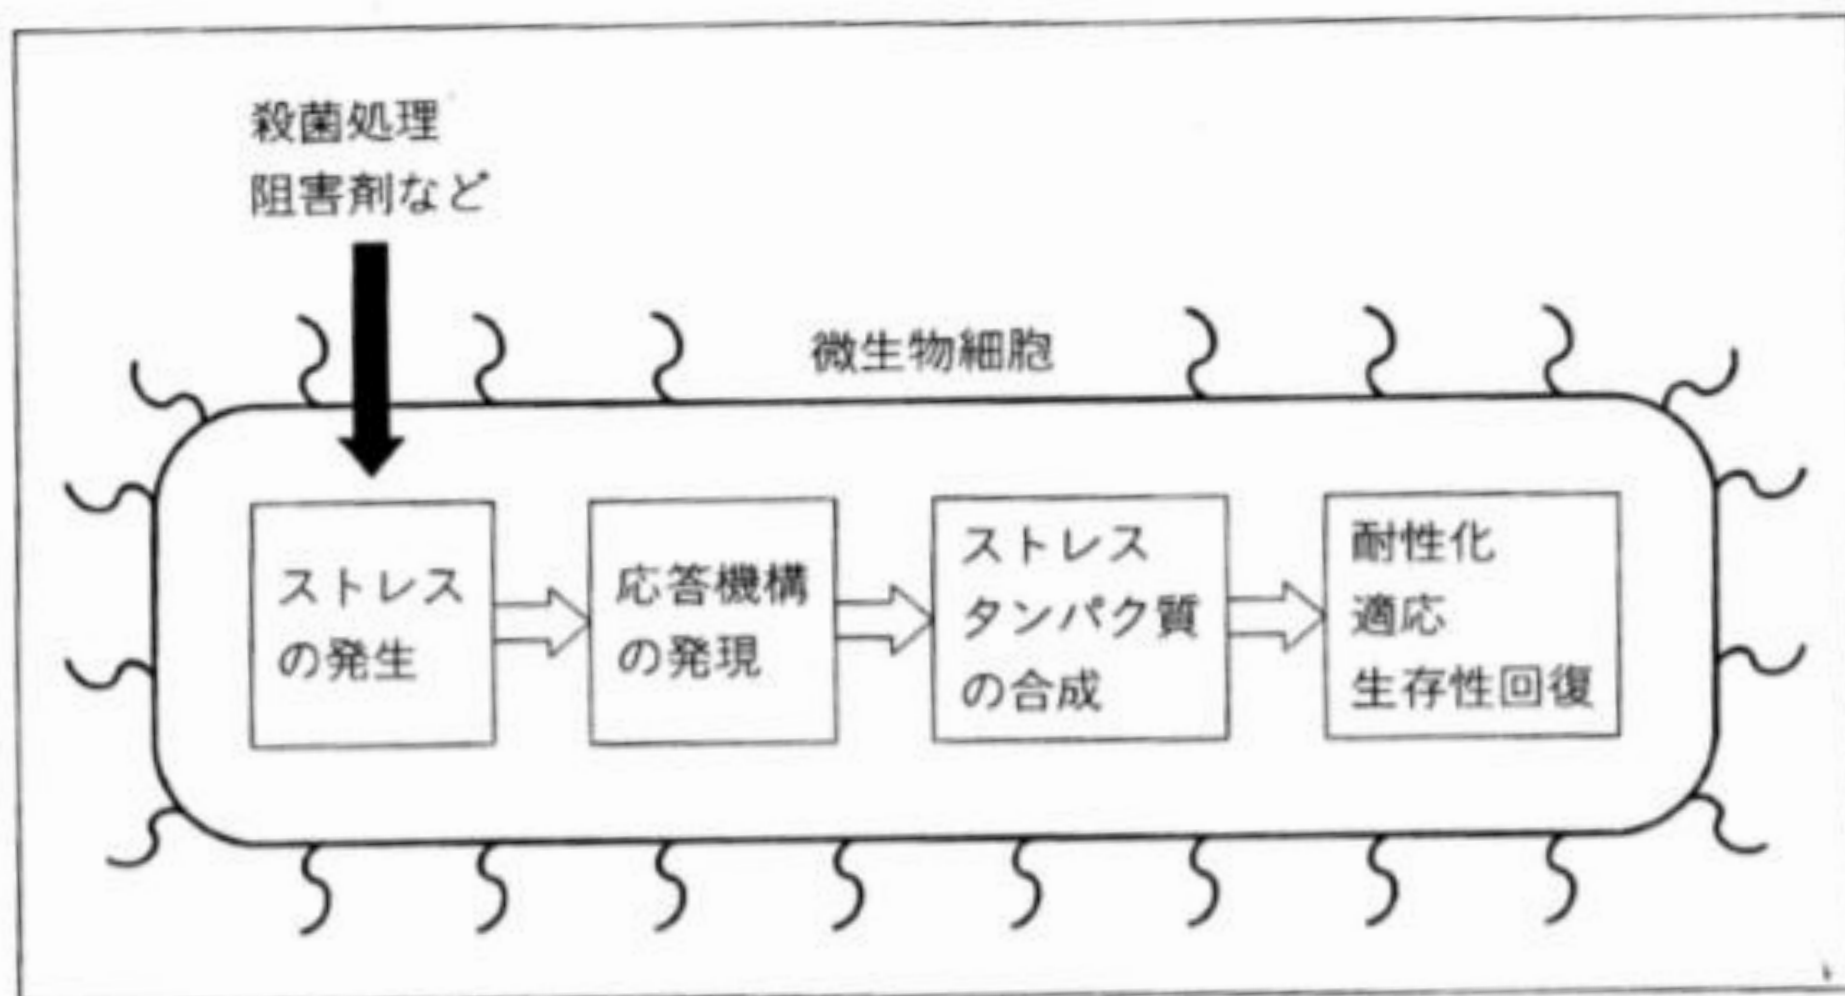 殺菌処理
阻害剤など
微生物細胞
ストレス
の発生
応答機構
の発現
ストレス
タンパク質
の合成
耐性化
適応
生存性回復